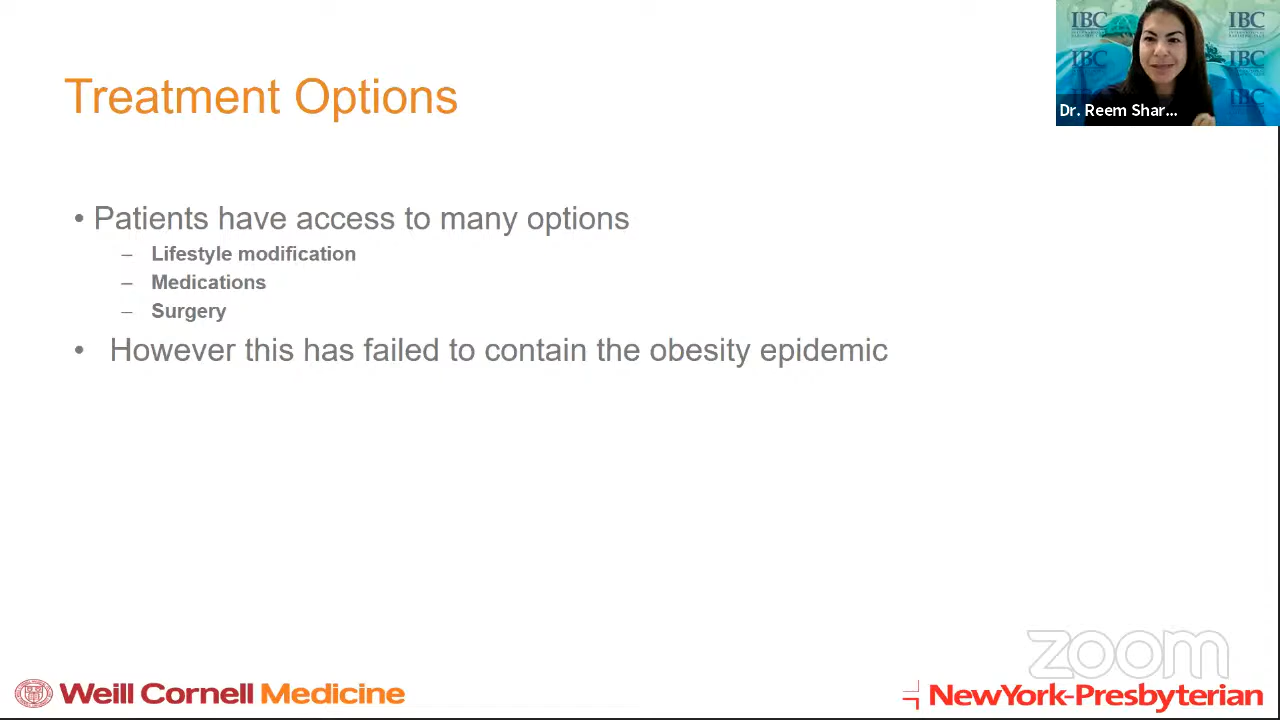 IBC
IBC
IBC
IBC
IBC
Dr. Reem Shar...
Treatment Options
• Patients have access to many options
– Lifestyle modification
– Medications
– Surgery
• However this has failed to contain the obesity epidemic
zoom
Weill Cornell Medicine
NewYork-Presbyterian